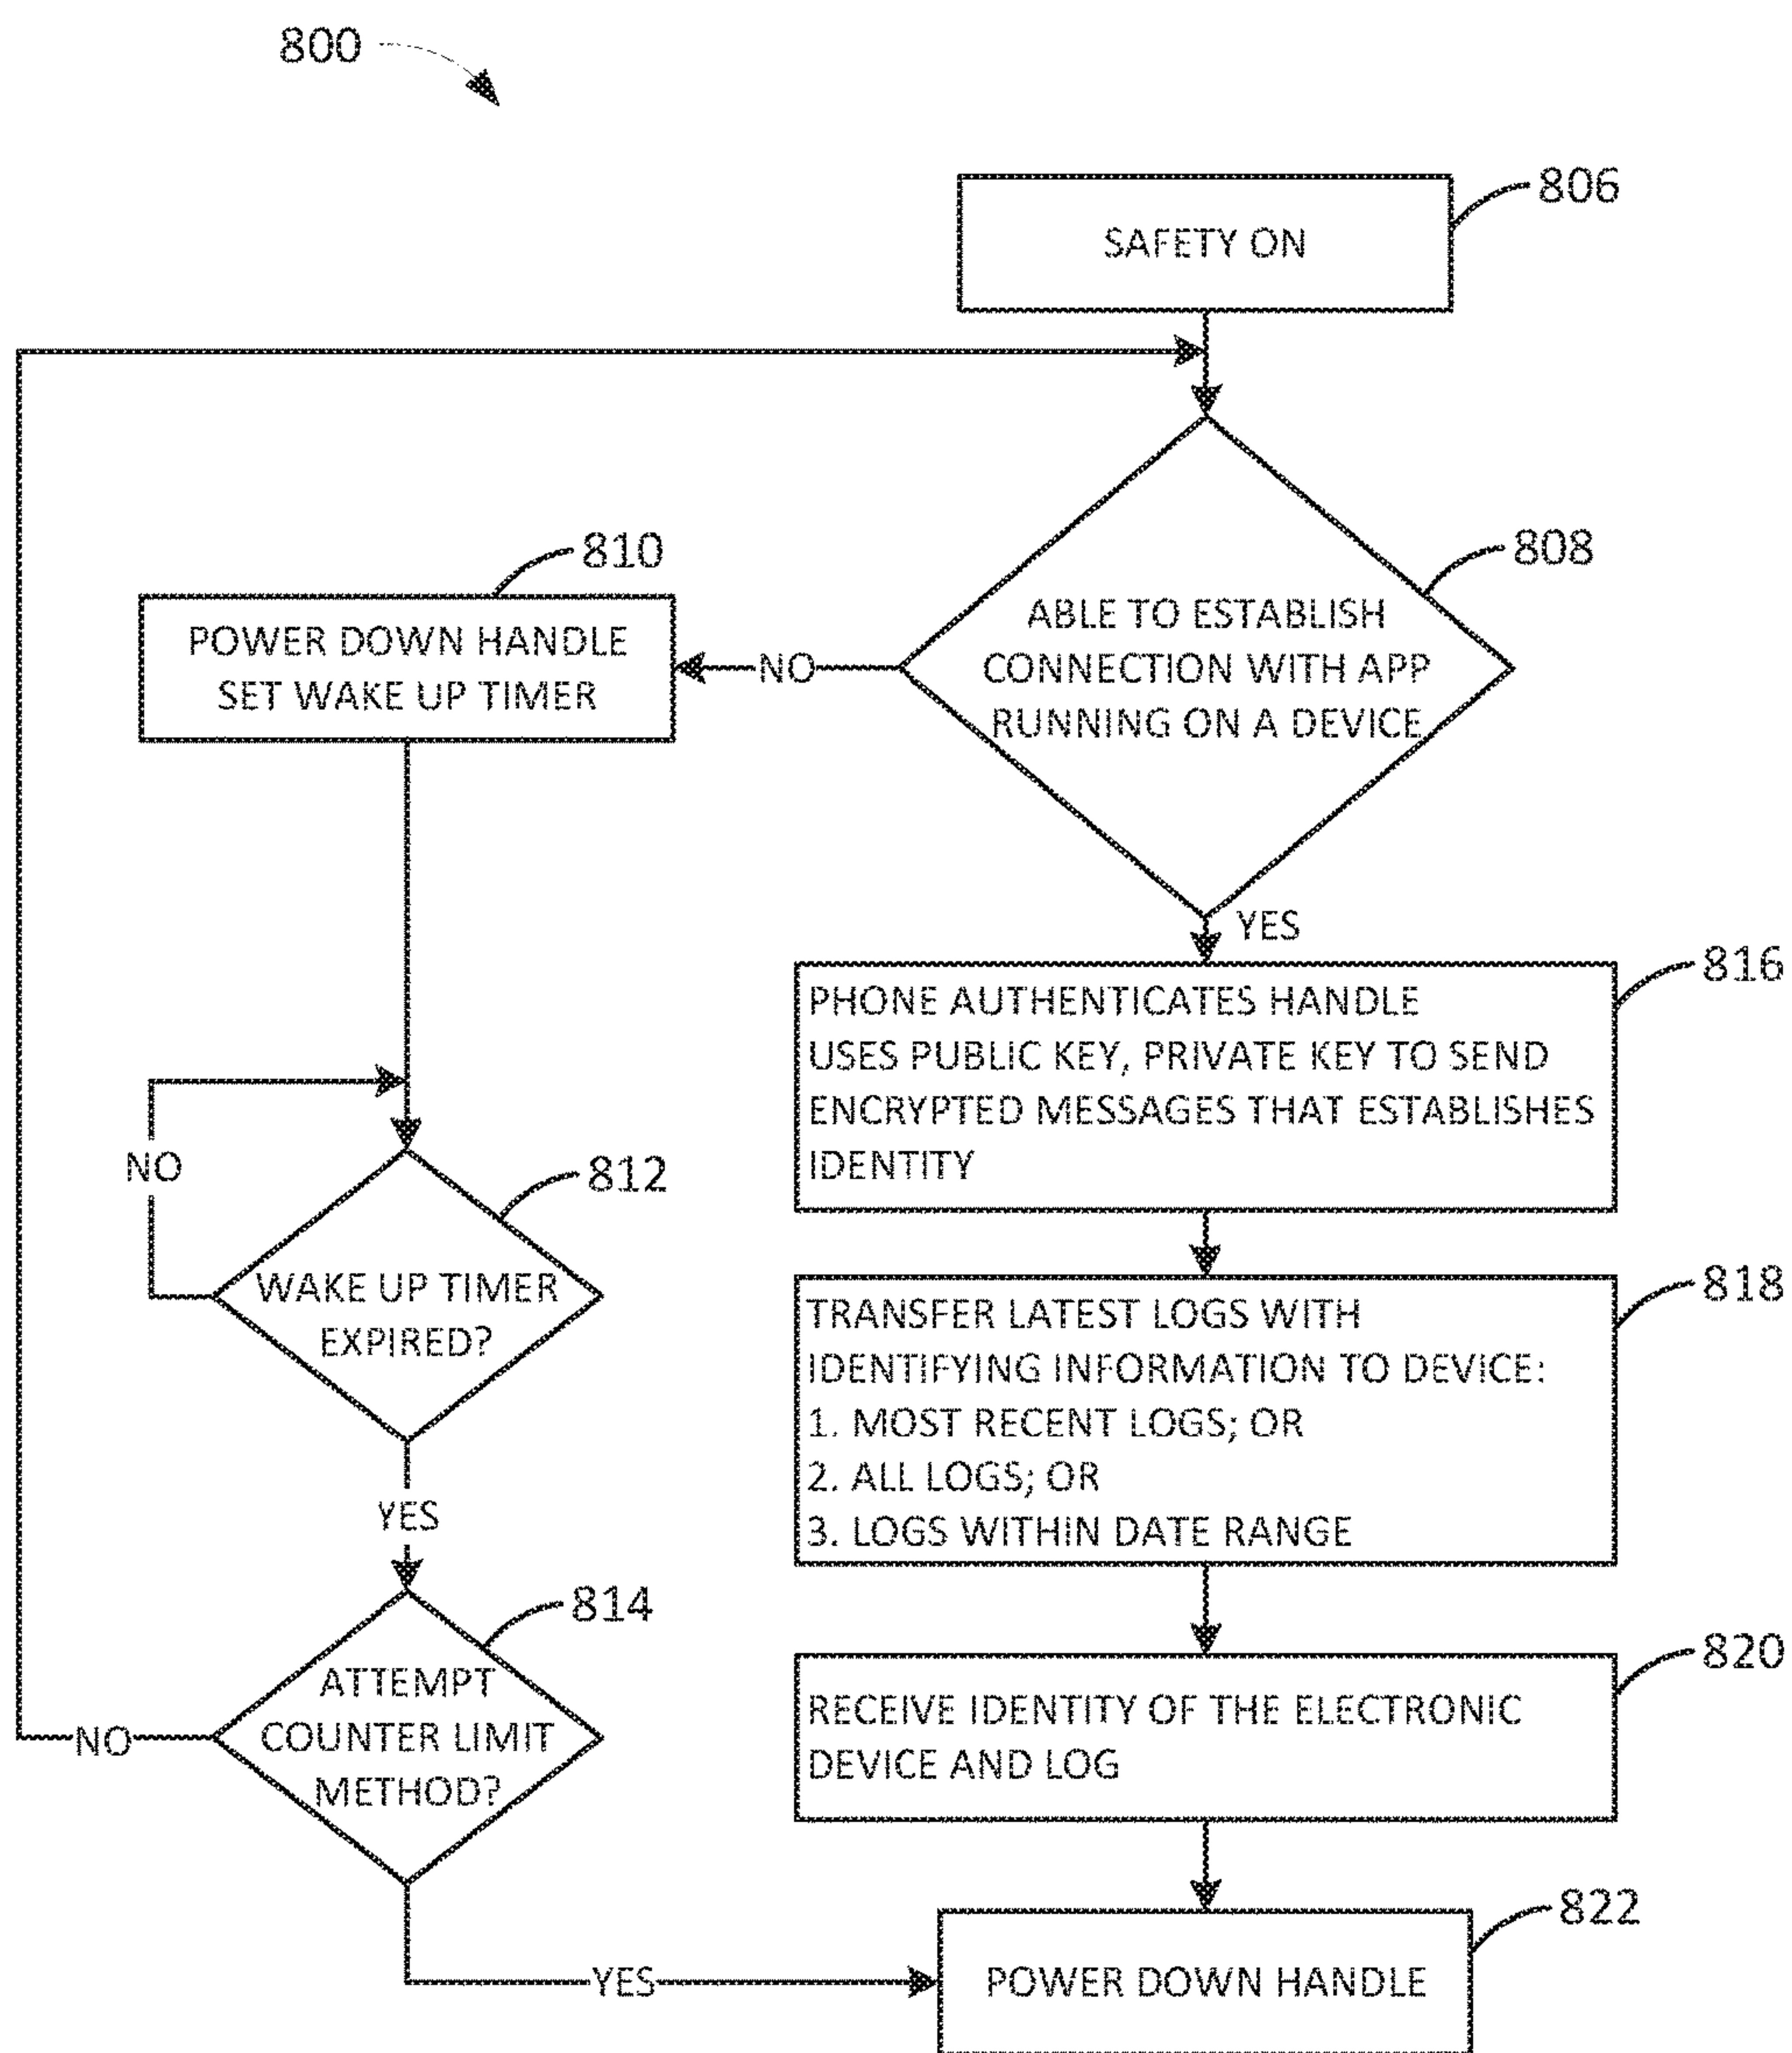 800
806
SAFETY ON
808
ABLE TO ESTABLISH
CONNECTION WITH APP
RUNNING ON A DEVICE
810
POWER DOWN HANDLE
SET WAKE UP TIMER
NO
YES
816
PHONE AUTHENTICATES HANDLE
USES PUBLIC KEY, PRIVATE KEY TO SEND
ENCRYPTED MESSAGES THAT ESTABLISHES
IDENTITY
NO
812
WAKE UP TIMER
EXPIRED?
818
TRANSFER LATEST LOGS WITH
IDENTIFYING INFORMATION TO DEVICE:
1. MOST RECENT LOGS; OR
2. ALL LOGS; OR
3. LOGS WITHIN DATE RANGE
YES
814
ATTEMPT
COUNTER LIMIT
METHOD?
NO
820
RECEIVE IDENTITY OF THE ELECTRONIC
DEVICE AND LOG
YES
822
POWER DOWN HANDLE